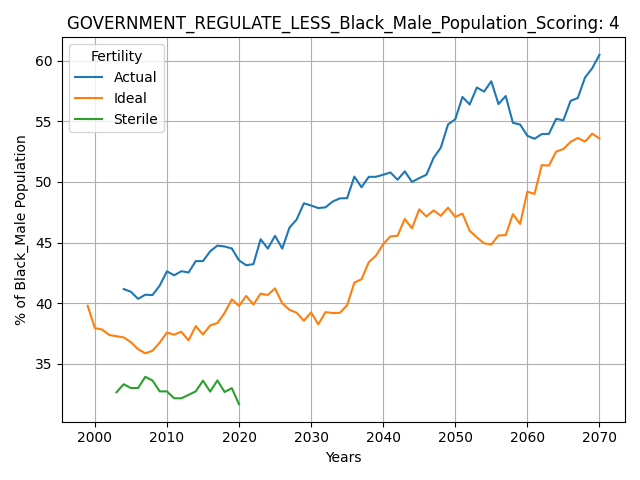 GOVERNMENT_REGULATE_LESS_Black_Male_Population_Scoring: 4
Fertility
Actual
Ideal
Sterile
% of Black_Male Population
60
55
50
45
40
35
2000 2010 2020 2030 2040 2050 2060 2070
Years